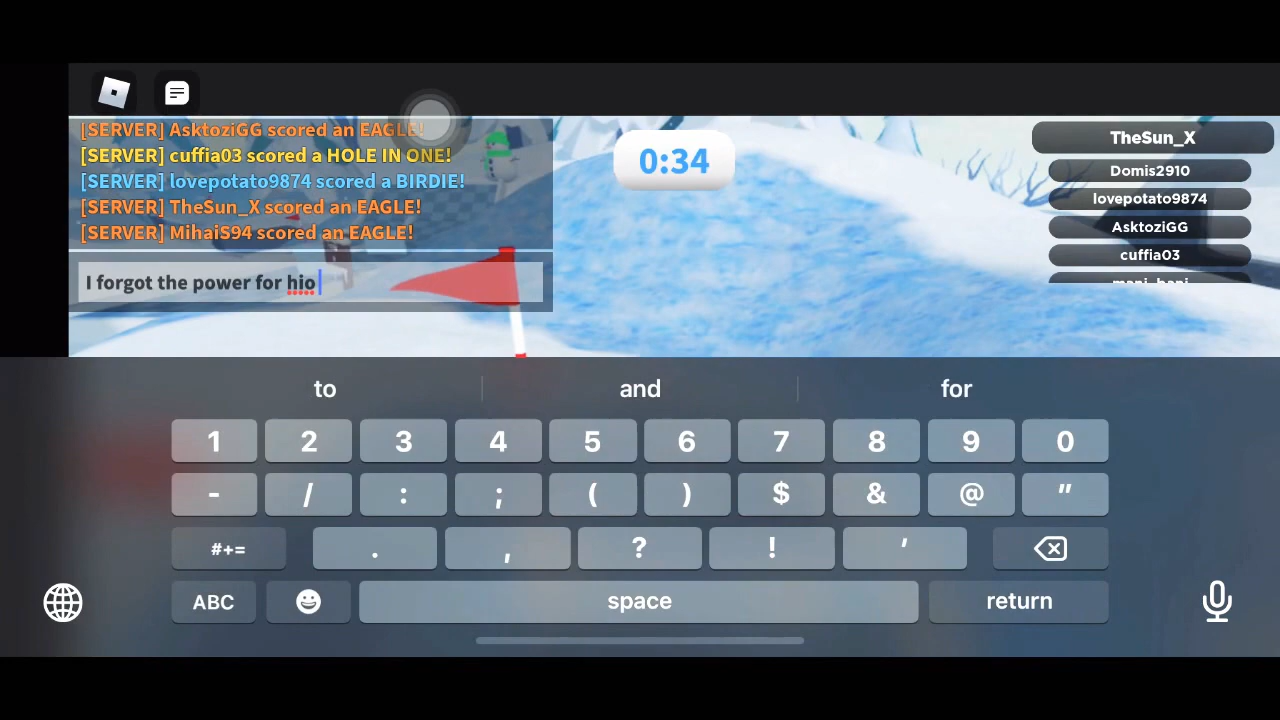 [SERVER] AsktoziGG scored an EAGLE!
[SERVER] cuffia03 scored a HOLE IN ONE!
[SERVER] lovepotato9874 scored a BIRDIE!
[SERVER] TheSun_X scored an EAGLE!
[SERVER] MihaiS94 scored an EAGLE!
I forgot the power for hio
0:34
TheSun_X
Domis2910
lovepotato9874
AsktoziGG
cuffia03
to and for
1 2 3 4 5 6 7 8 9 0
- / : ; ( ) $ & @ "
#+= . , ? ! '
ABC space return